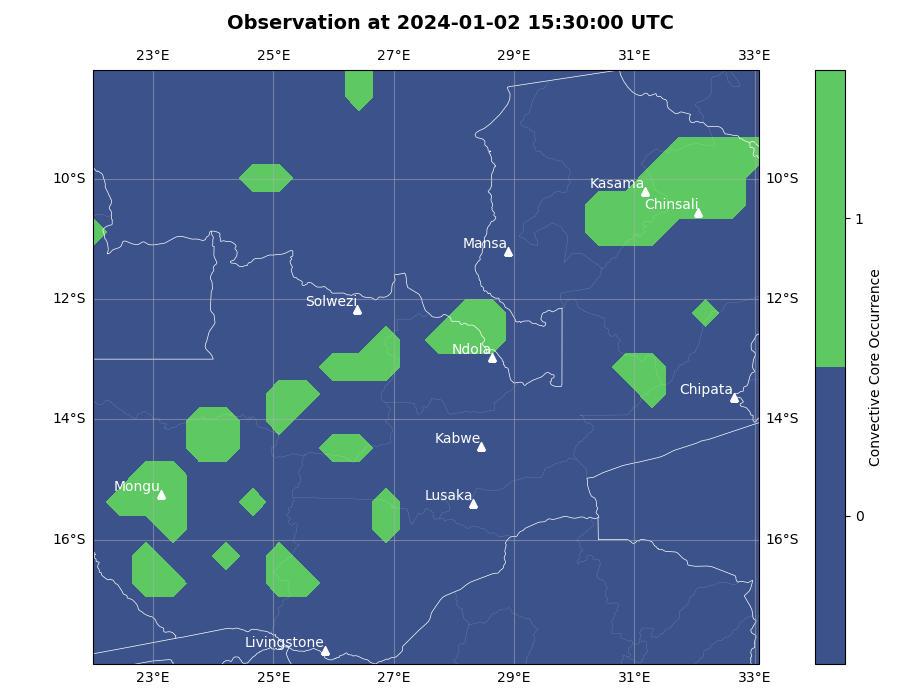 Observation at 2024-01-02 15:30:00 UTC
23°E 25°E 27°E 29°E 31°E 33°E
10°S 10°S
Kasama
Chinsali
1
Mansa
12°S 12°S
Solwezi
Ndola
Chipata
14°S 14°S
Kabwe
Convective Core Occurrence
Mongu
Lusaka
0
16°S 16°S
Livingstone
23°E 25°E 27°E 29°E 31°E 33°E